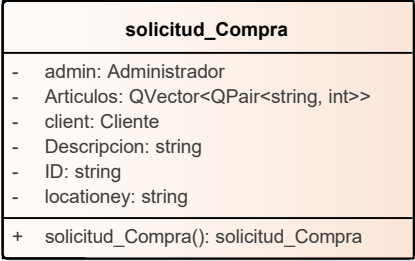 solicitud_Compra
- admin: Administrador
- Articulos: QVector<QPair<string, int>>
- client: Cliente
- Descripcion: string
- ID: string
- locationey: string
+ solicitud_Compra(): solicitud_Compra